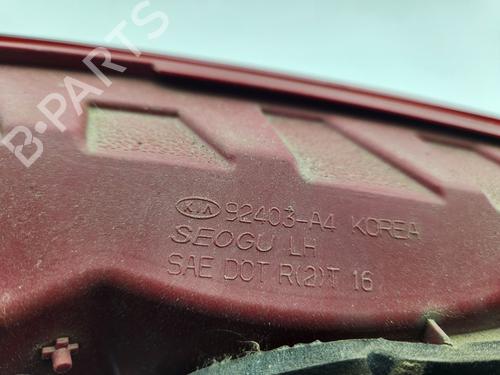 B-PARTS
KIA 92403-A4 KOREA
SEOGU LH
SAE DOT R(2)T 16